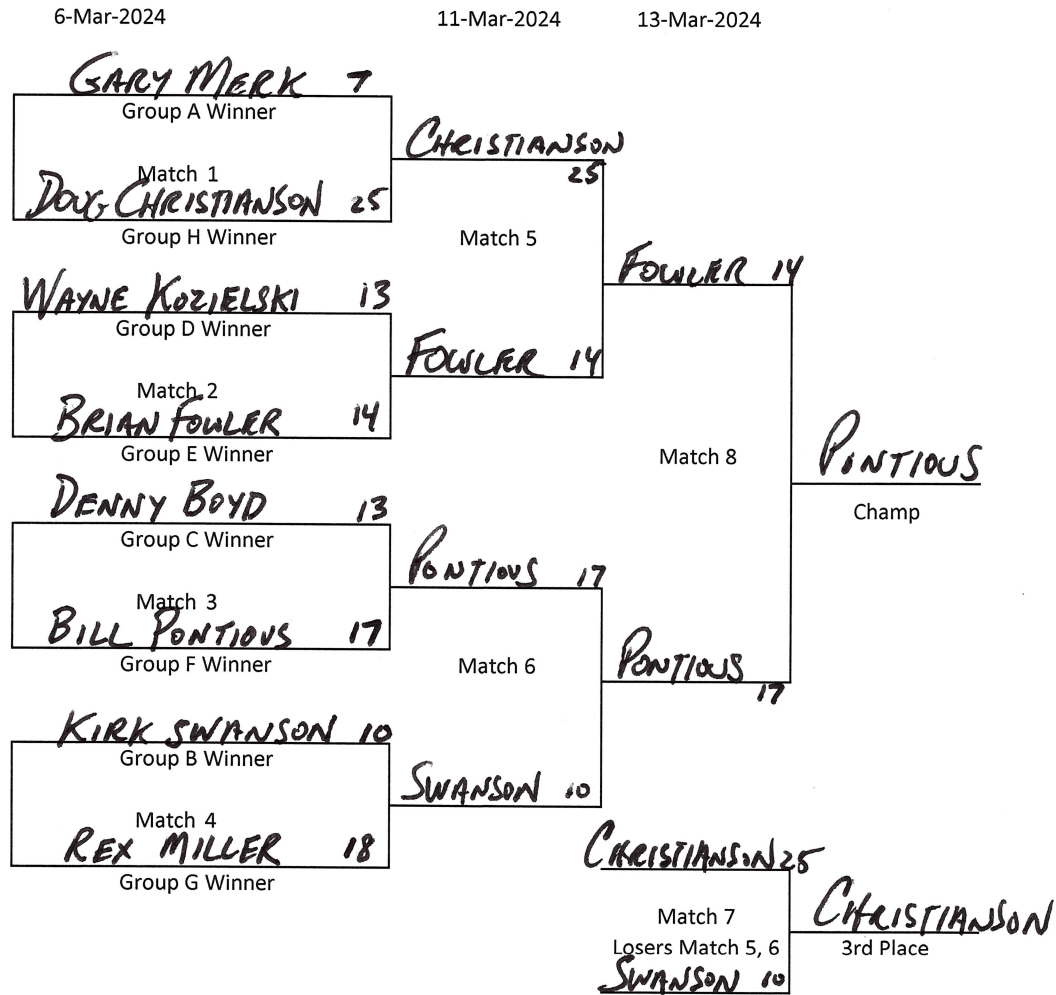 6-Mar-2024 11-Mar-2024 13-Mar-2024
GARY MERK 7
Group A Winner
CHRISTIANSON
25
Match 1
DOUG CHRISTIANSON 25
Group H Winner
Match 5
FOWLER 14
WAYNE KOZIELSKI 13
Group D Winner
FOWLER 14
Match 2
BRIAN FOWLER 14
Group E Winner
Match 8
PONTIOUS
Champ
DENNY BOYD 13
Group C Winner
PONTIOUS 17
Match 3
BILL PONTIOUS 17
Group F Winner
Match 6
PONTIOUS
17
KIRK SWANSON 10
Group B Winner
SWANSON 10
Match 4
REX MILLER 18
Group G Winner
CHRISTIANSON 25
Match 7
Losers Match 5, 6
SWANSON 10
CHRISTIANSON
3rd Place